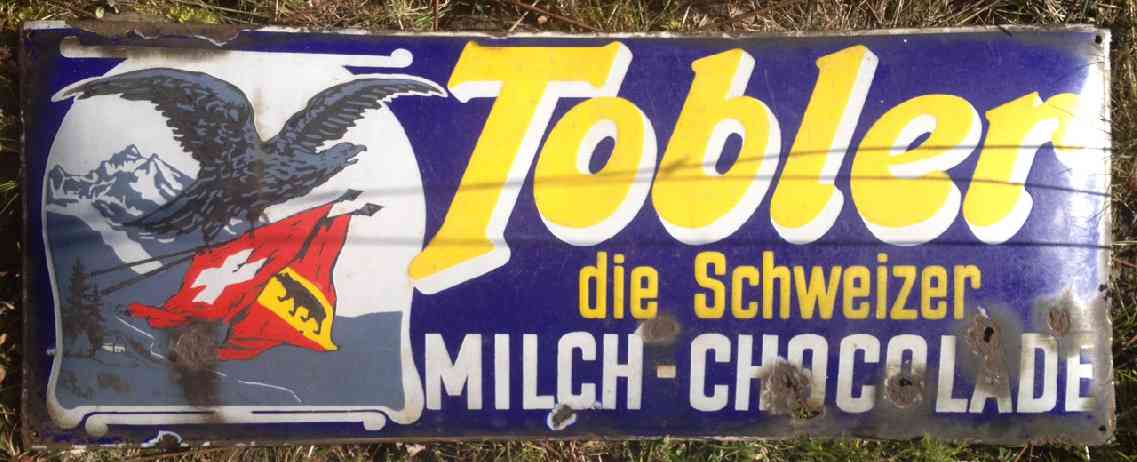 Tobler
die Schweizer
MILCH-CHOCOLADE